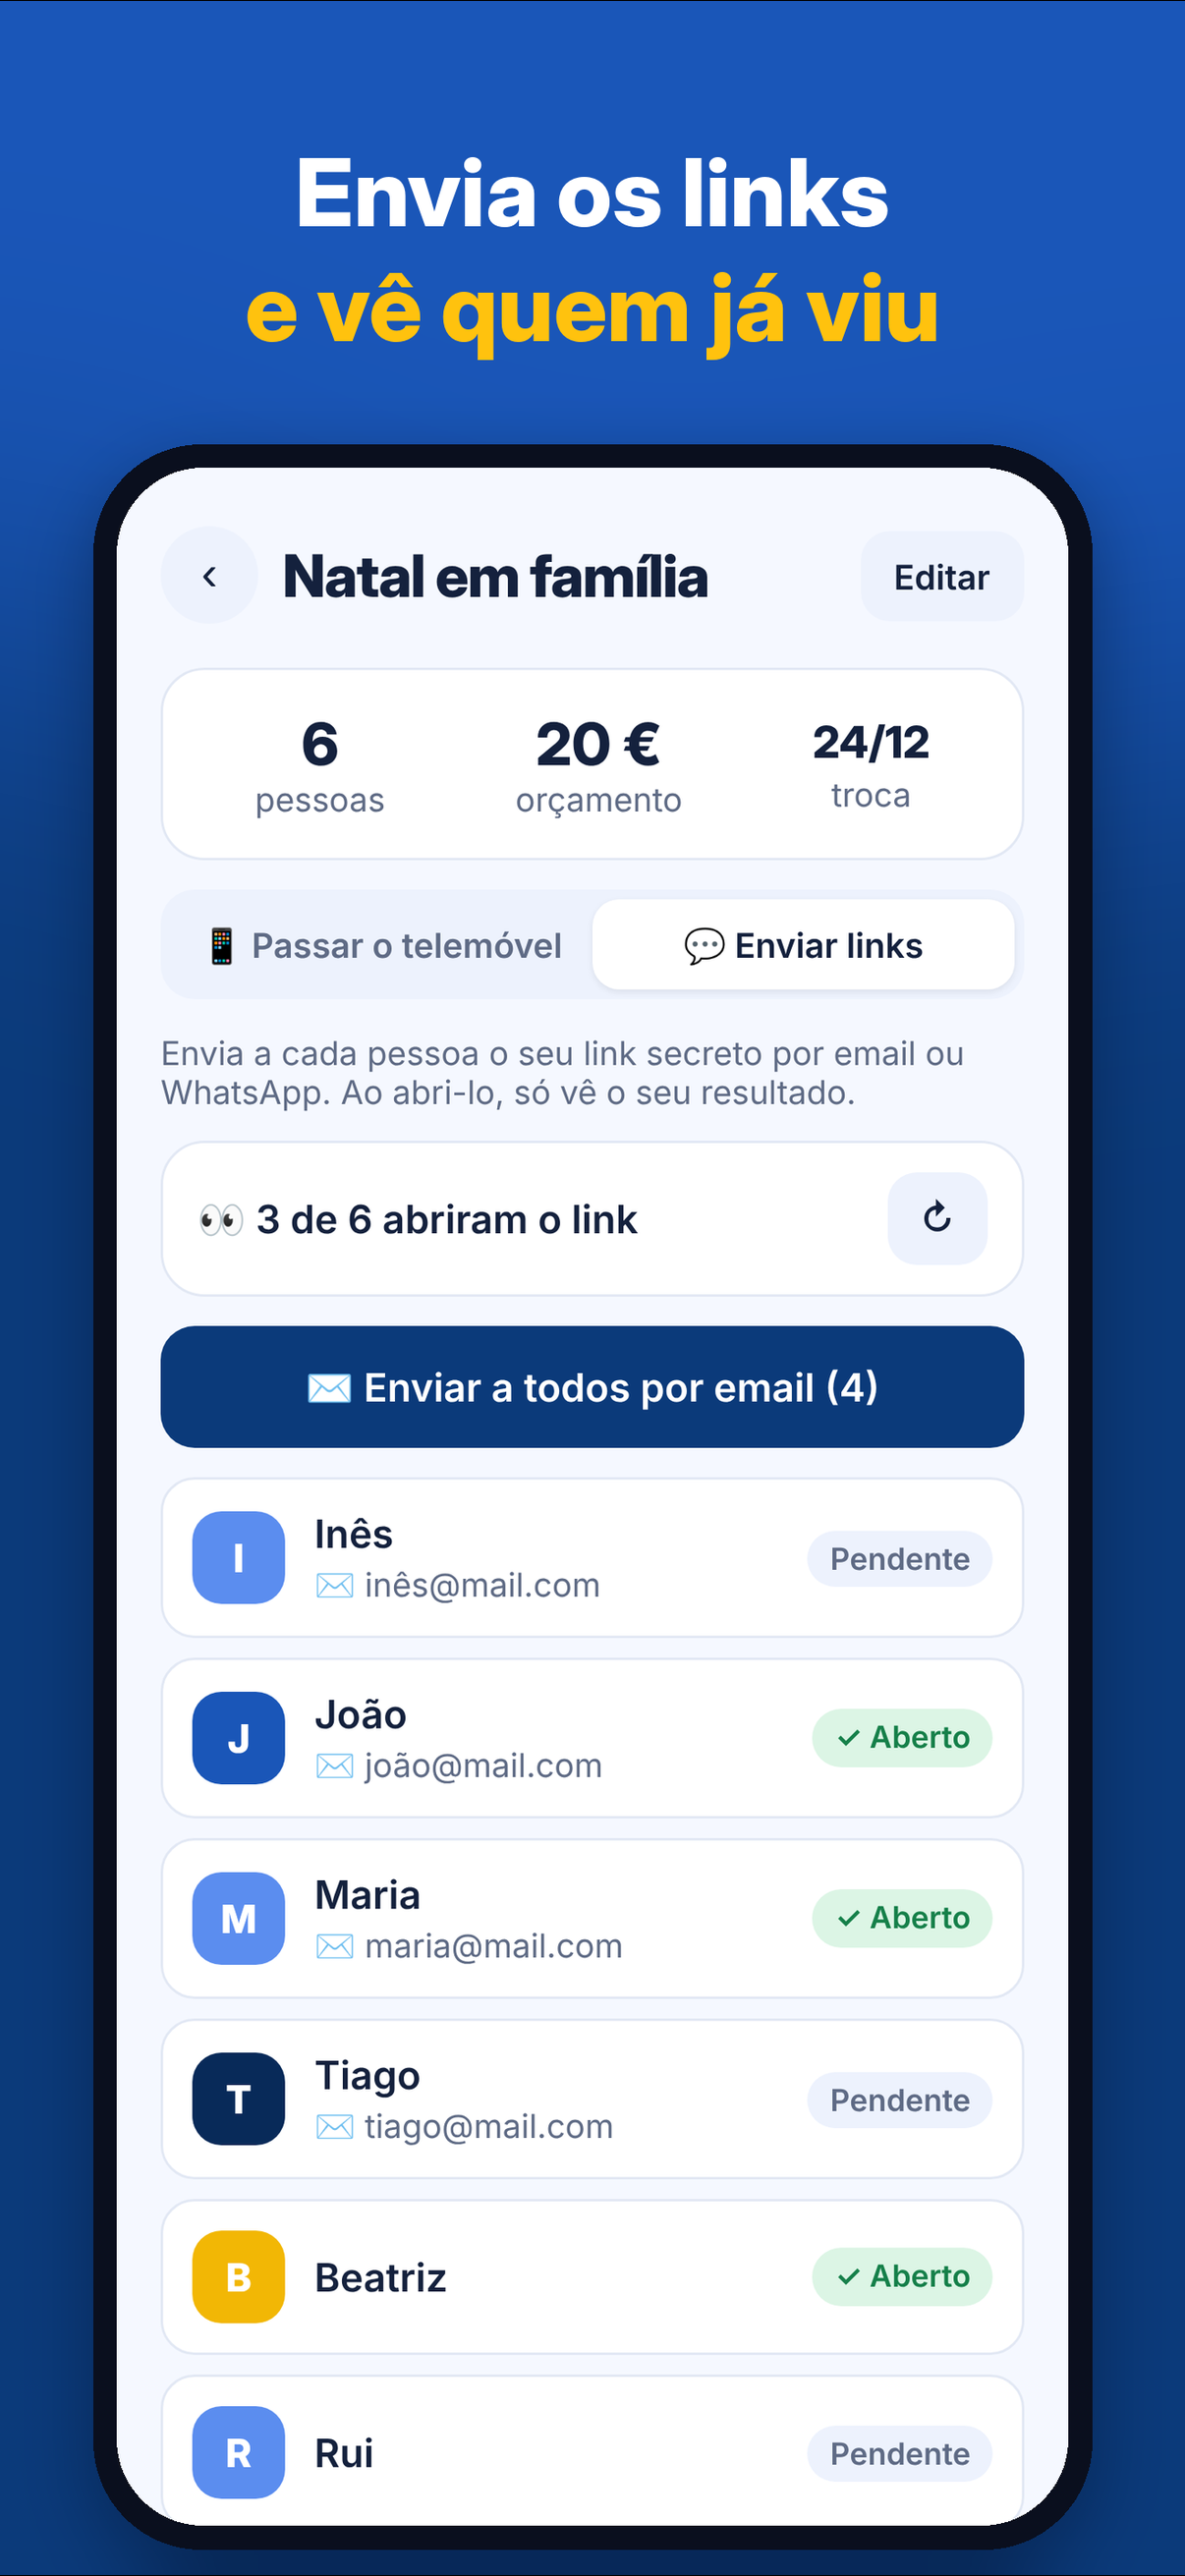 Envia os links
e vê quem já viu
‹
Natal em família
Editar
6
20 €
24/12
pessoas
orçamento
troca
📱 Passar o telemóvel
💬 Enviar links
Envia a cada pessoa o seu link secreto por email ou
WhatsApp. Ao abri-lo, só vê o seu resultado.
👀 3 de 6 abriram o link
↻
✉️ Enviar a todos por email (4)
I
Inês
✉️ inês@mail.com
Pendente
J
João
✉️ joão@mail.com
✓ Aberto
M
Maria
✉️ maria@mail.com
✓ Aberto
T
Tiago
✉️ tiago@mail.com
Pendente
B
Beatriz
✓ Aberto
R
Rui
Pendente